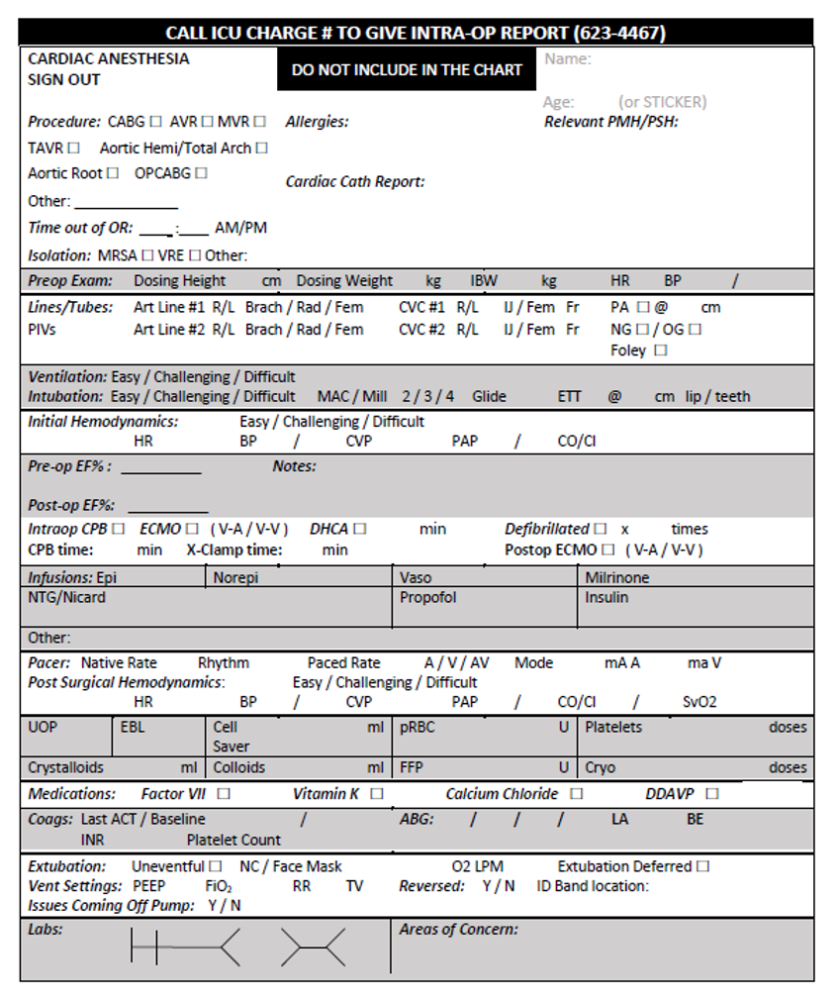 CALL ICU CHARGE # TO GIVE INTRA-OP REPORT (623-4467)
CARDIAC ANESTHESIA
SIGN OUT
DO NOT INCLUDE IN THE CHART
Name:
Age: (or STICKER)
Procedure: CABG ☐ AVR ☐ MVR ☐
TAVR ☐ Aortic Hemi/Total Arch ☐
Aortic Root ☐ OPCABG ☐
Other: ____________
Time out of OR: ____:____ AM/PM
Isolation: MRSA ☐ VRE ☐ Other:
Allergies:
Cardiac Cath Report:
Relevant PMH/PSH:
Preop Exam: Dosing Height cm Dosing Weight kg IBW kg HR BP /
Lines/Tubes: Art Line #1 R/L Brach / Rad / Fem CVC #1 R/L IJ / Fem Fr PA ☐ @ cm
PIVs Art Line #2 R/L Brach / Rad / Fem CVC #2 R/L IJ / Fem Fr NG ☐ / OG ☐
Foley ☐
Ventilation: Easy / Challenging / Difficult
Intubation: Easy / Challenging / Difficult MAC / Mill 2 / 3 / 4 Glide ETT @ cm lip / teeth
Initial Hemodynamics: Easy / Challenging / Difficult
HR BP / CVP PAP / CO/CI
Pre-op EF% : _________ Notes:
Post-op EF%: _________
Intraop CPB ☐ ECMO ☐ ( V-A / V-V ) DHCA ☐ min Defibrillated ☐ x times
CPB time: min X-Clamp time: min Postop ECMO ☐ ( V-A / V-V )
Infusions: Epi Norepi Vaso Milrinone
NTG/Nicard Propofol Insulin
Other:
Pacer: Native Rate Rhythm Paced Rate A / V / AV Mode mA A ma V
Post Surgical Hemodynamics: Easy / Challenging / Difficult
HR BP / CVP PAP / CO/CI / SvO2
UOP EBL Cell ml pRBC U Platelets doses
Saver
Crystalloids ml Colloids ml FFP U Cryo doses
Medications: Factor VII ☐ Vitamin K ☐ Calcium Chloride ☐ DDAVP ☐
Coags: Last ACT / Baseline / ABG: / / / LA BE
INR Platelet Count
Extubation: Uneventful ☐ NC / Face Mask O2 LPM Extubation Deferred ☐
Vent Settings: PEEP FiO₂ RR TV Reversed: Y / N ID Band location:
Issues Coming Off Pump: Y / N
Labs: Areas of Concern: